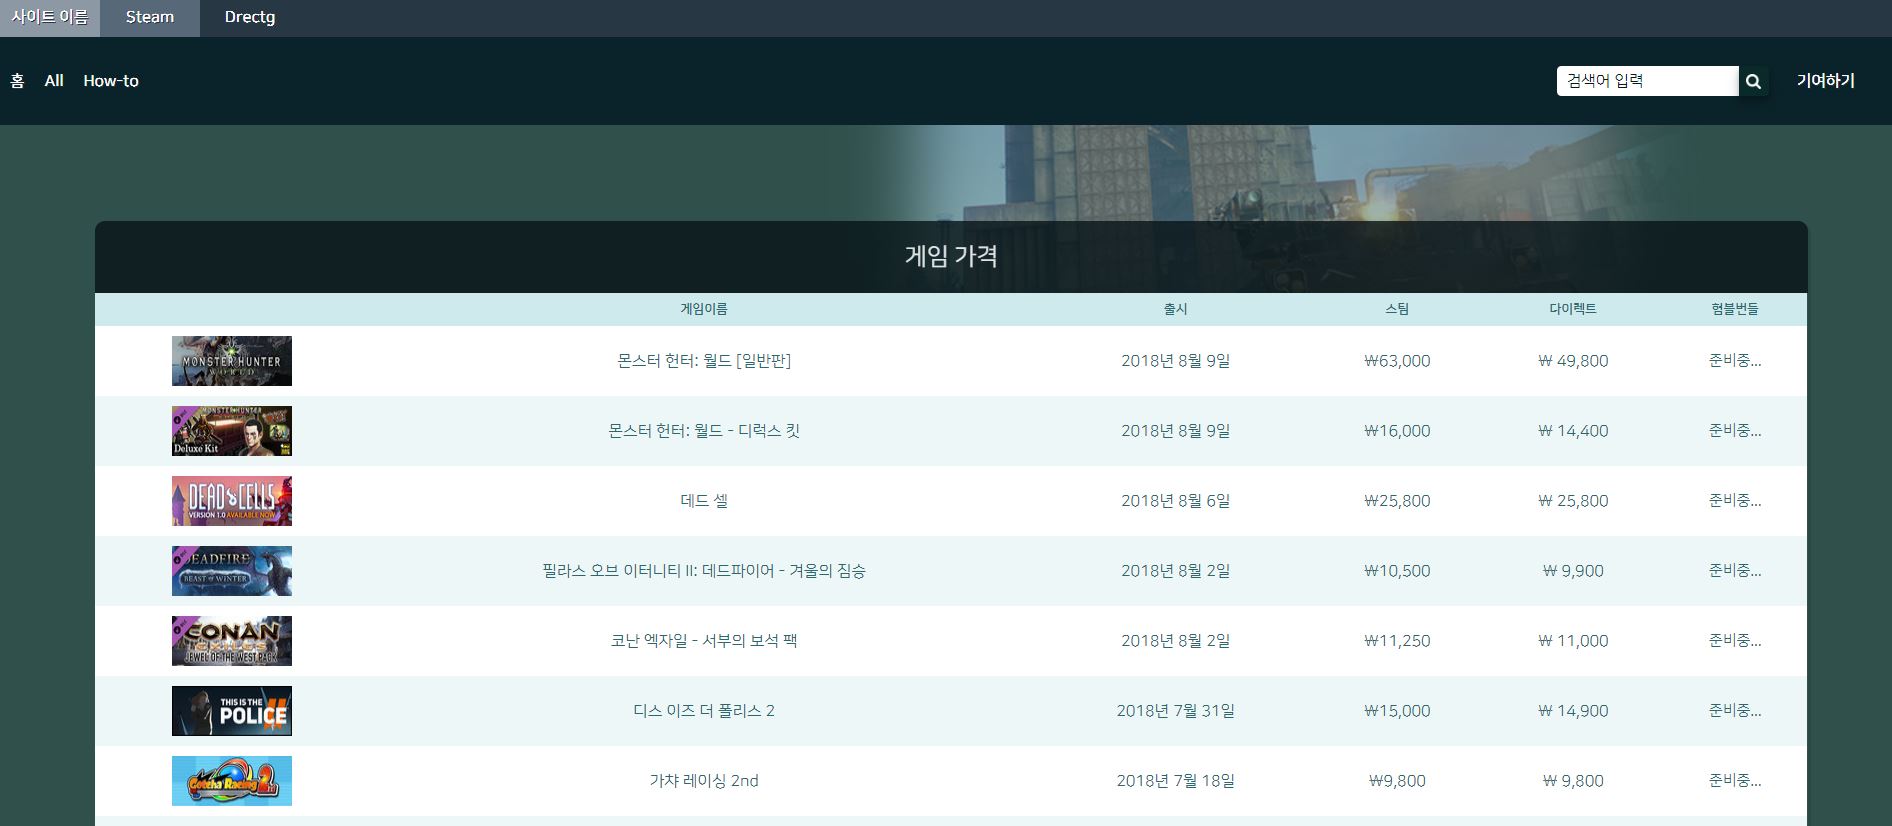 사이트 이름 Steam Drectg
홈 All How-to 검색어 입력 기여하기
게임 가격
게임이름 출시 스팀 다이렉트 험블번들
MONSTER HUNTER
WORLD
몬스터 헌터: 월드 [일반판] 2018년 8월 9일 ₩63,000 ₩ 49,800 준비중...
MONSTER HUNTER
Deluxe Kit
몬스터 헌터: 월드 - 디럭스 킷 2018년 8월 9일 ₩16,000 ₩ 14,400 준비중...
DEAD CELLS
VERSION 1.0 AVAILABLE NOW
데드 셀 2018년 8월 6일 ₩25,800 ₩ 25,800 준비중...
DEADFIRE
BEAST OF WINTER
필라스 오브 이터니티 II: 데드파이어 - 겨울의 짐승 2018년 8월 2일 ₩10,500 ₩ 9,900 준비중...
CONAN
EXILES
JEWEL OF THE WEST PACK
코난 엑자일 - 서부의 보석 팩 2018년 8월 2일 ₩11,250 ₩ 11,000 준비중...
THIS IS THE
POLICE
디스 이즈 더 폴리스 2 2018년 7월 31일 ₩15,000 ₩ 14,900 준비중...
Gotcha Racing 2nd
가챠 레이싱 2nd 2018년 7월 18일 ₩9,800 ₩ 9,800 준비중...